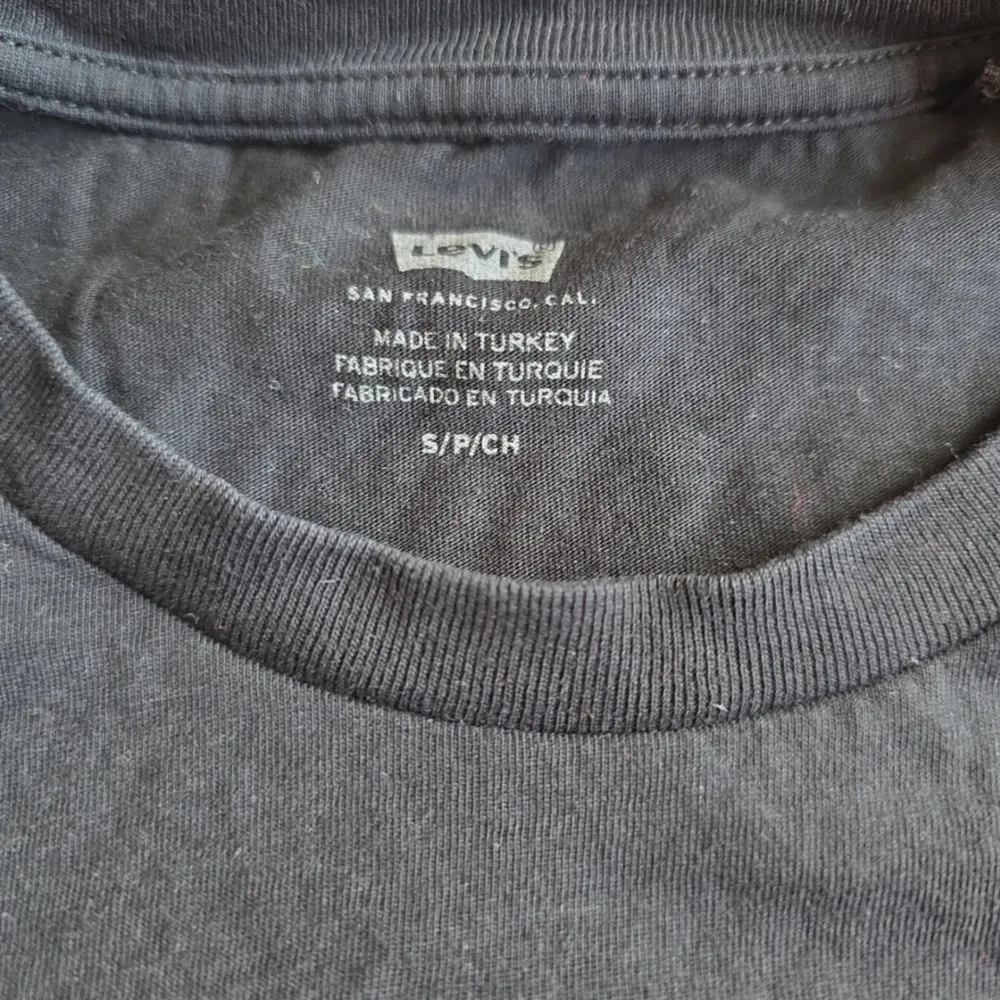 Levi's®
SAN FRANCISCO, CAL.
MADE IN TURKEY
FABRIQUE EN TURQUIE
FABRICADO EN TURQUIA
S/P/CH